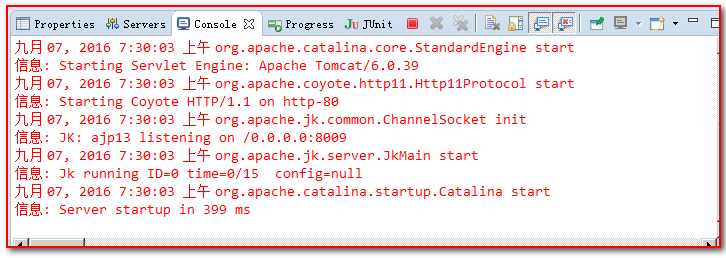 Properties Servers Console Progress JUnit
九月 07, 2016 7:30:03 上午 org.apache.catalina.core.StandardEngine start
信息: Starting Servlet Engine: Apache Tomcat/6.0.39
九月 07, 2016 7:30:03 上午 org.apache.coyote.http11.Http11Protocol start
信息: Starting Coyote HTTP/1.1 on http-80
九月 07, 2016 7:30:03 上午 org.apache.jk.common.ChannelSocket init
信息: JK: ajp13 listening on /0.0.0.0:8009
九月 07, 2016 7:30:03 上午 org.apache.jk.server.JkMain start
信息: Jk running ID=0 time=0/15  config=null
九月 07, 2016 7:30:03 上午 org.apache.catalina.startup.Catalina start
信息: Server startup in 399 ms